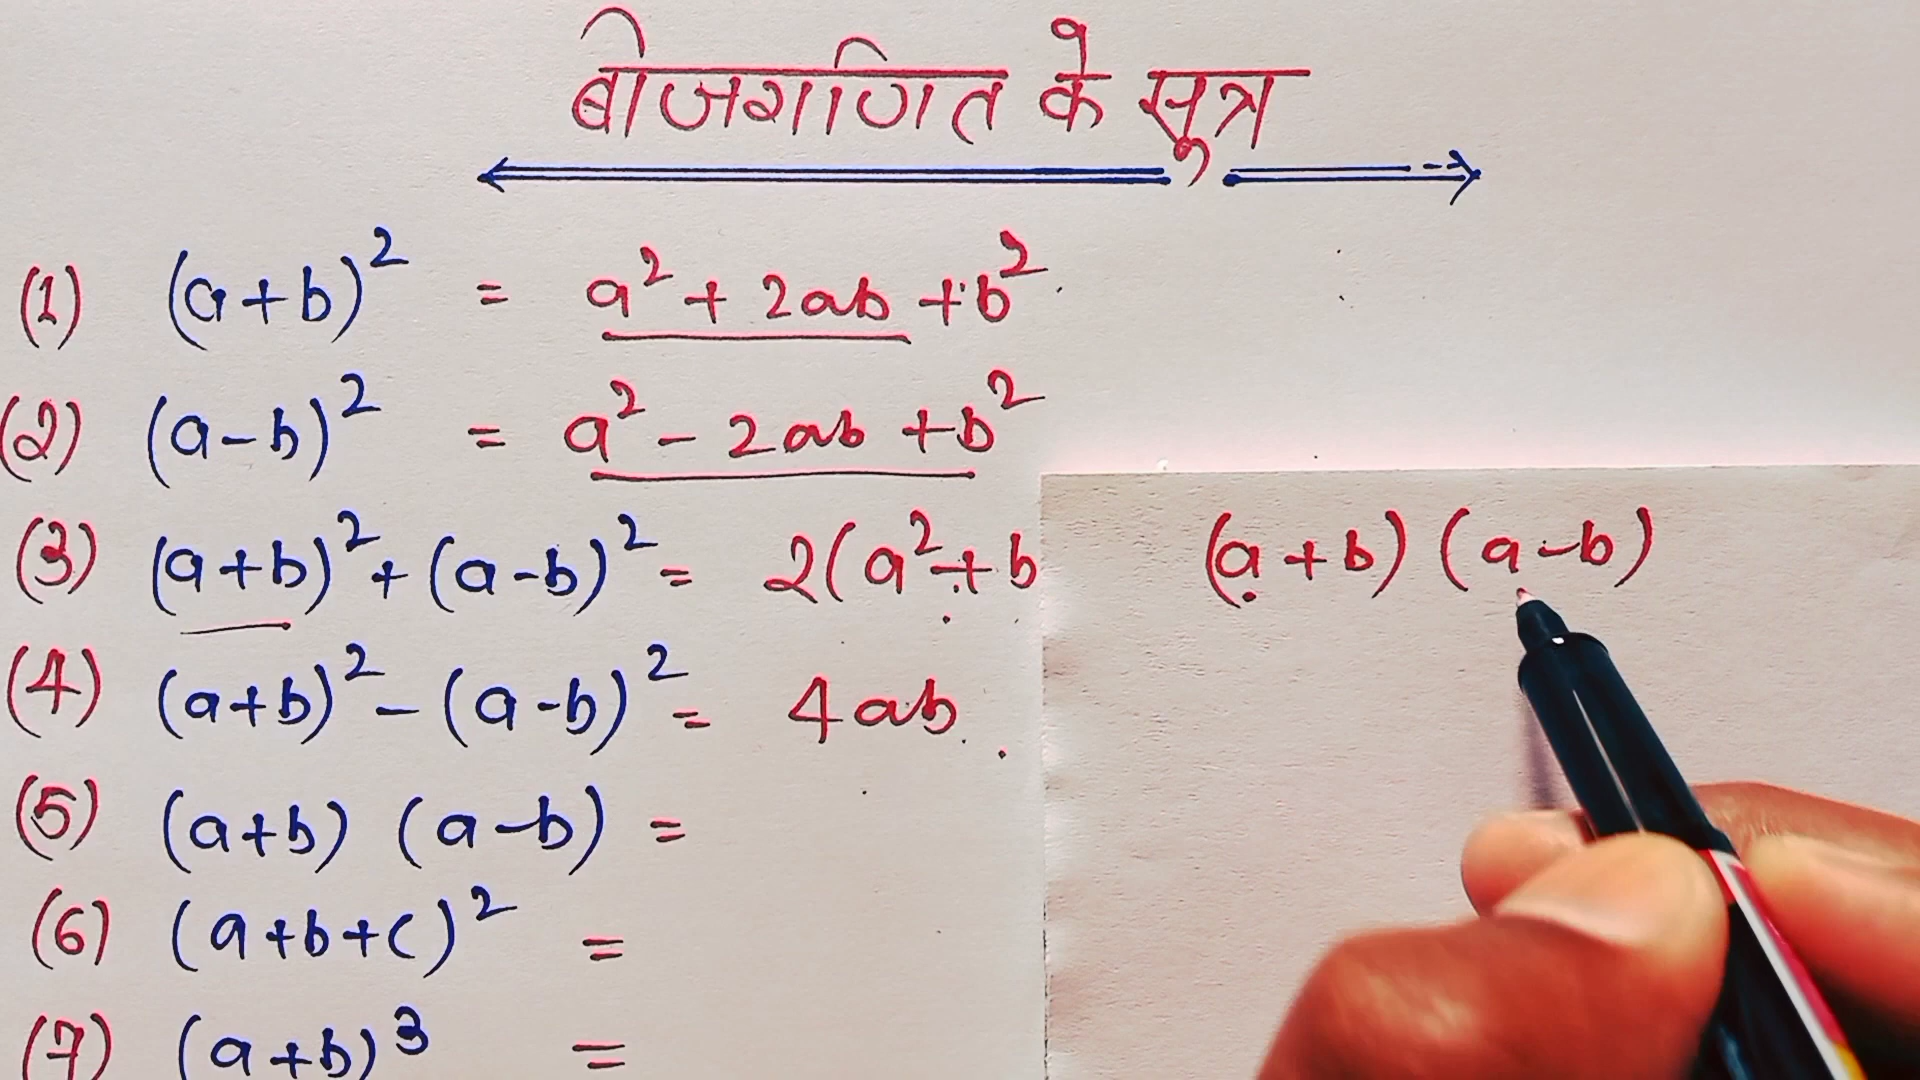 बीजगणित के सूत्र
(1) (a+b)² = a² + 2ab + b²
(2) (a-b)² = a² - 2ab + b²
(3) (a+b)² + (a-b)² = 2(a² + b
(a+b) (a-b)
(4) (a+b)² - (a-b)² = 4ab
(5) (a+b) (a-b) =
(6) (a+b+c)² =
(7) (a+b)³ =